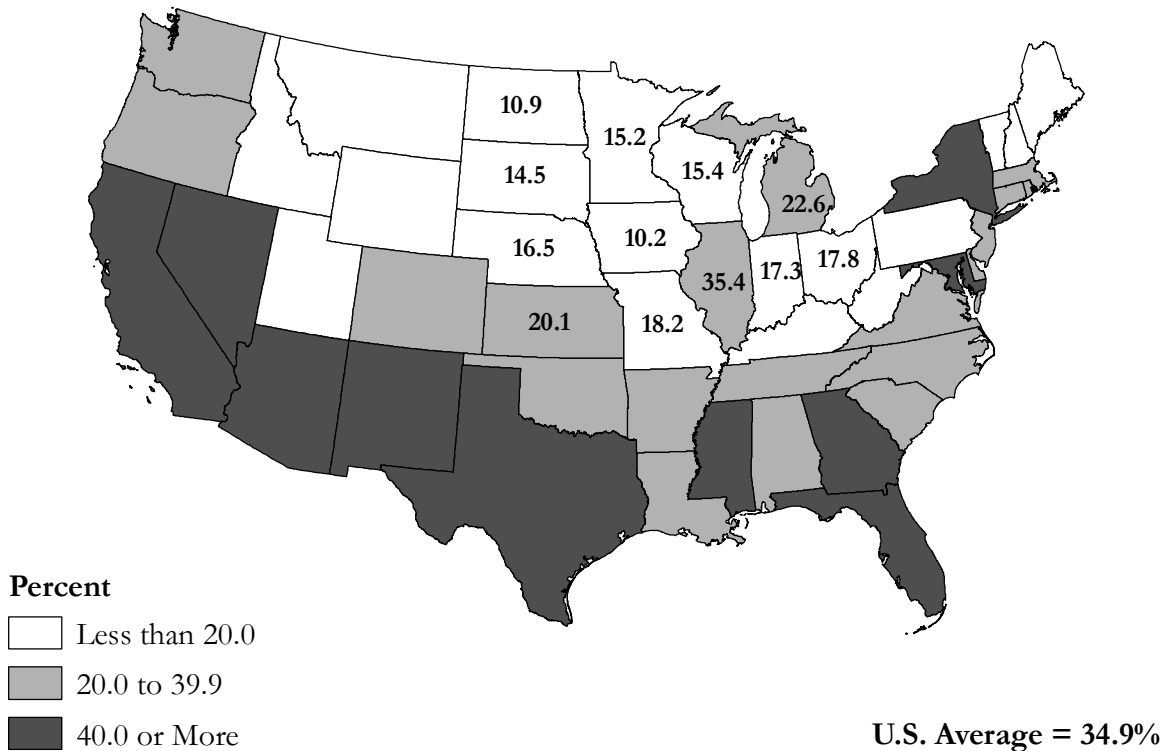 10.9
15.2
14.5
15.4
22.6
16.5
10.2
35.4
17.3
17.8
20.1
18.2
Percent
Less than 20.0
20.0 to 39.9
40.0 or More
U.S. Average = 34.9%